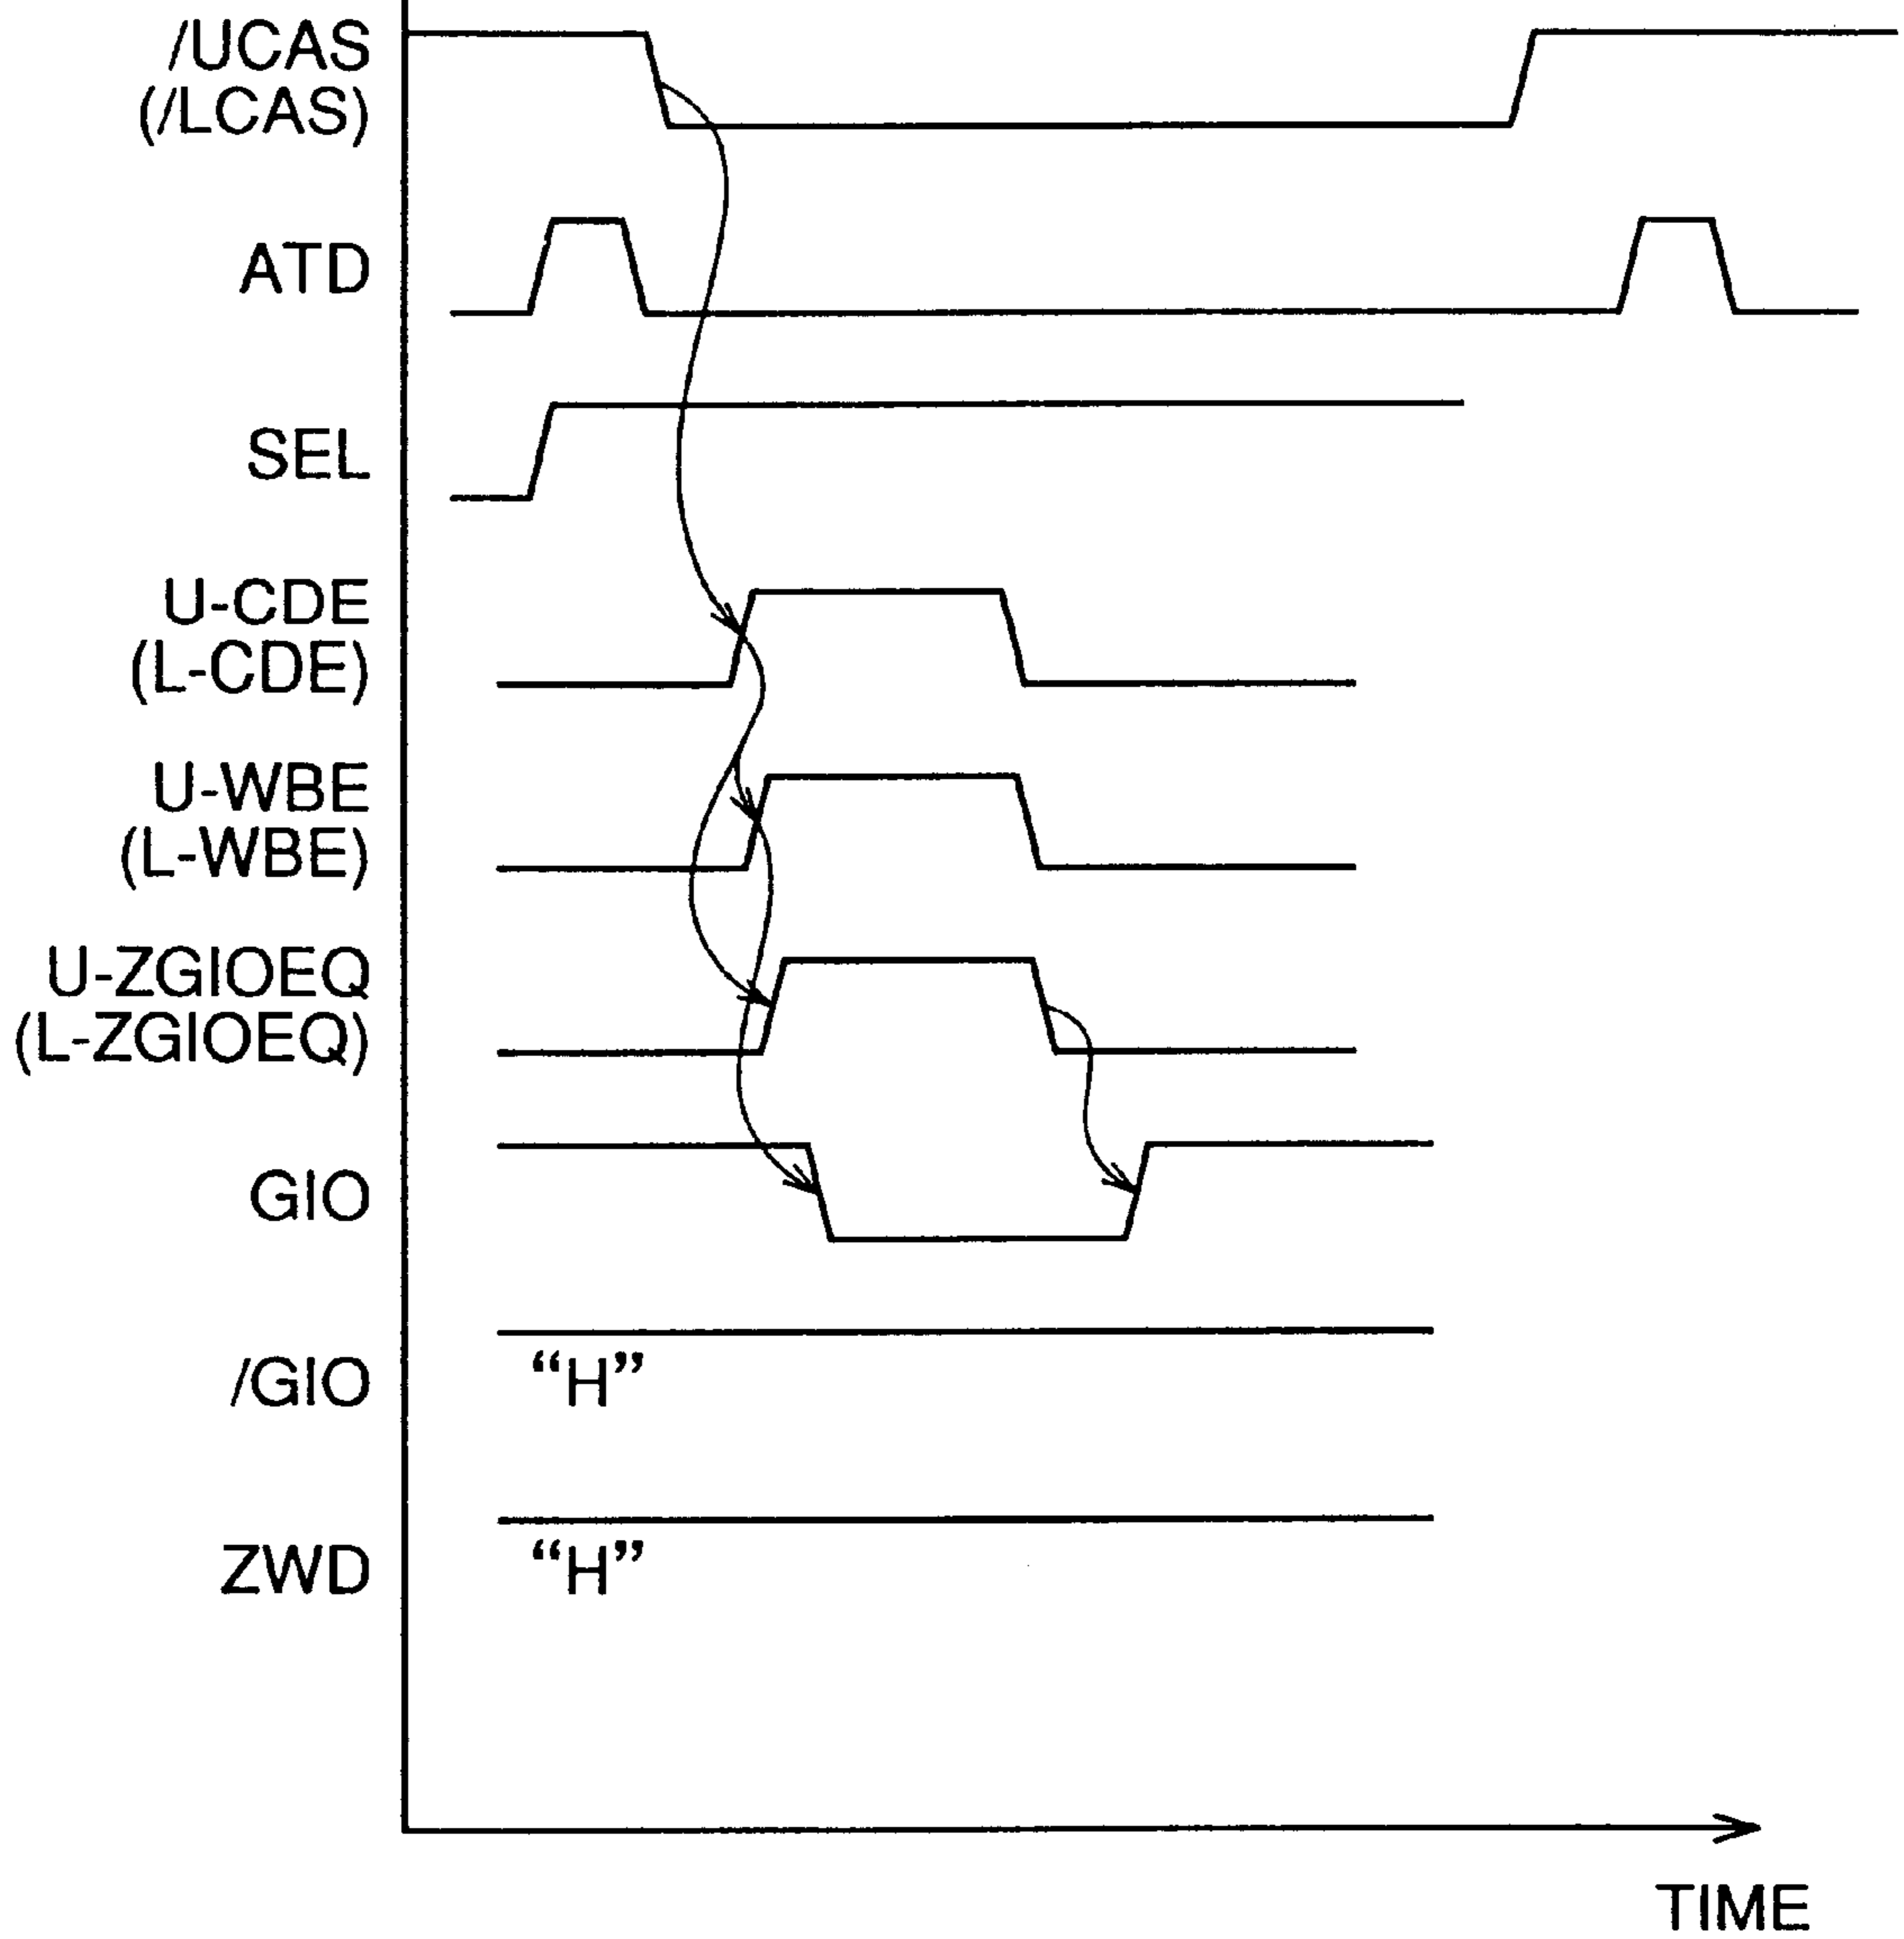 /UCAS
(/LCAS)
ATD
SEL
U-CDE
(L-CDE)
U-WBE
(L-WBE)
U-ZGIOEQ
(L-ZGIOEQ)
GIO
/GIO
“H”
ZWD
“H”
TIME